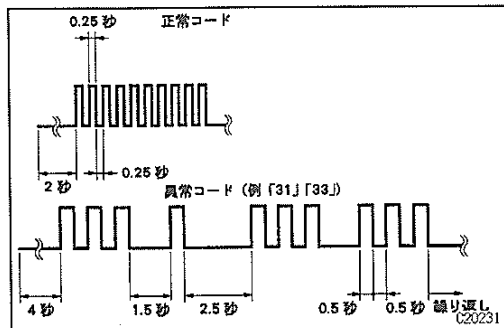 0.25 秒
正常コード
2 秒
0.25 秒
異常コード（例「31」「33」）
4 秒
1.5 秒
2.5 秒
0.5 秒
0.5 秒
繰り返し
C20231